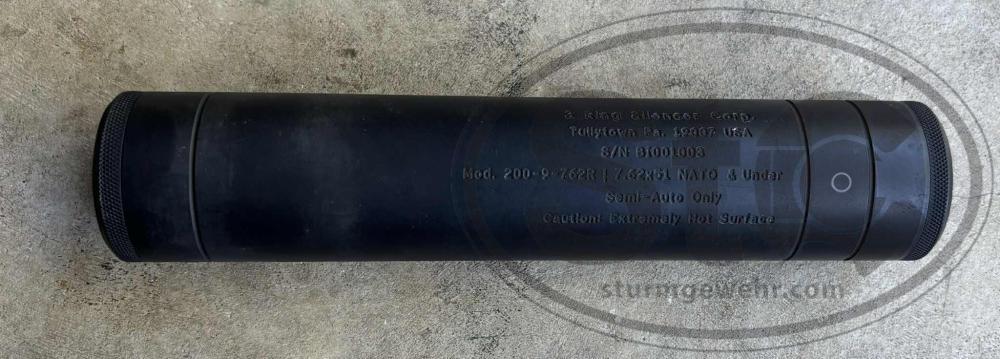 3 Ring Silencer Corp.
Tullytown Pa. 19007 USA
S/N
Mod. 200-9-762R | 7.62x51 NATO & Under
Semi-Auto Only
Caution! Extremely Hot Surface
sturmgewehr.com